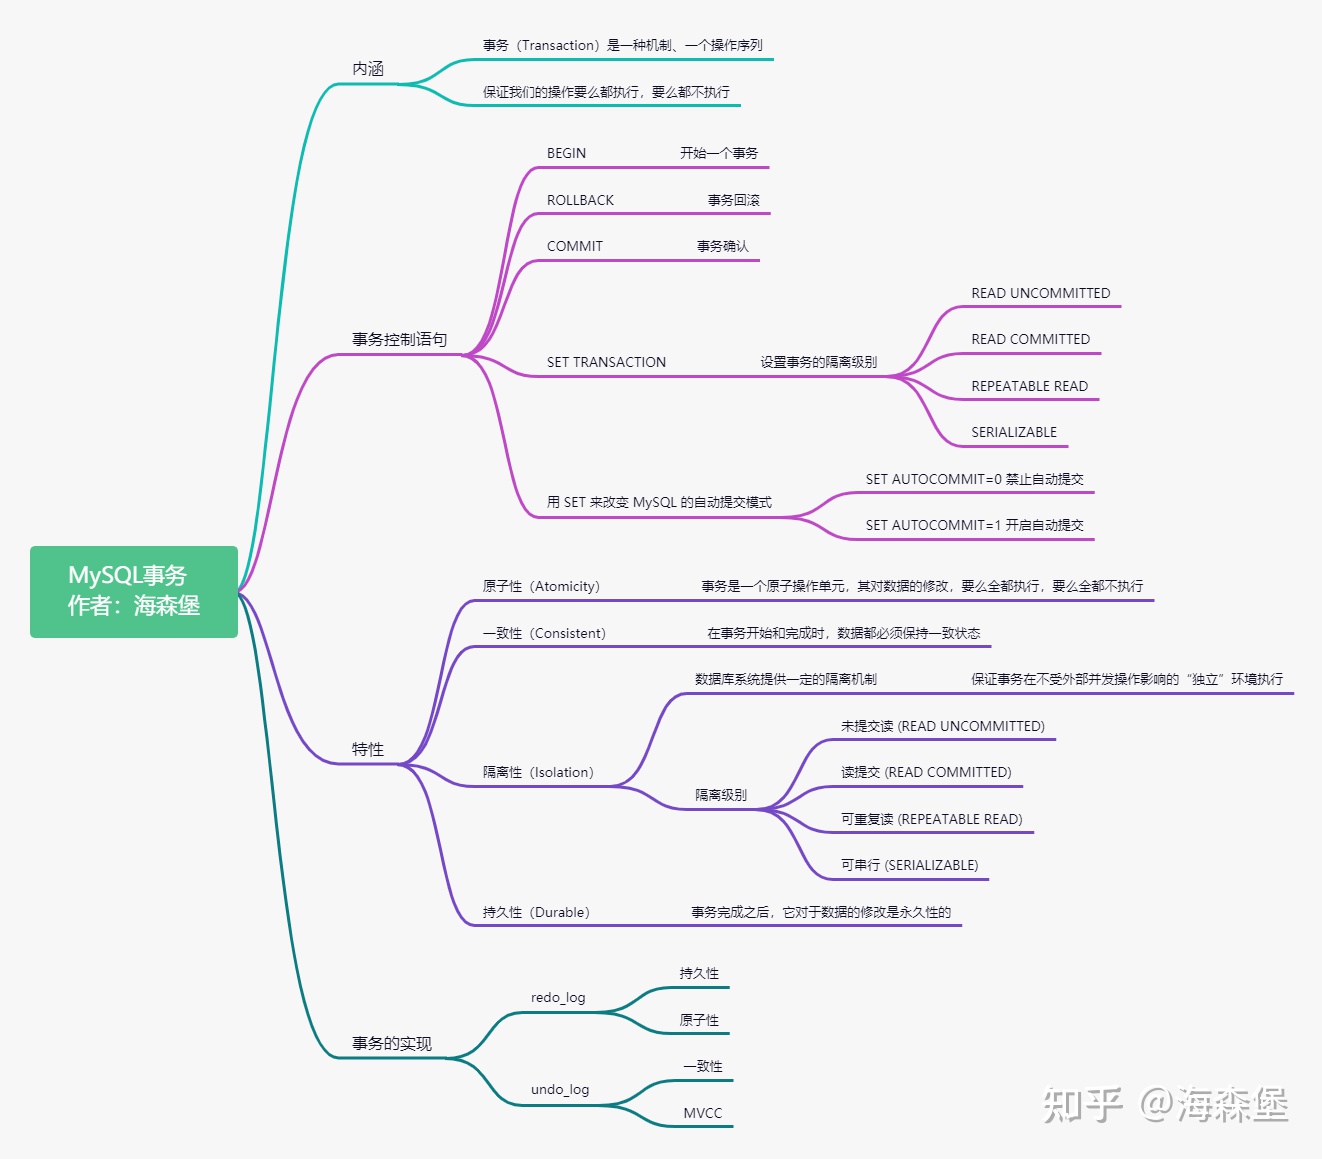 事务（Transaction）是一种机制、一个操作序列
内涵
保证我们的操作要么都执行，要么都不执行
BEGIN 开始一个事务
ROLLBACK 事务回滚
COMMIT 事务确认
READ UNCOMMITTED
事务控制语句
READ COMMITTED
SET TRANSACTION 设置事务的隔离级别
REPEATABLE READ
SERIALIZABLE
SET AUTOCOMMIT=0 禁止自动提交
用 SET 来改变 MySQL 的自动提交模式
SET AUTOCOMMIT=1 开启自动提交
MySQL事务
作者：海森堡
原子性（Atomicity） 事务是一个原子操作单元，其对数据的修改，要么全都执行，要么全都不执行
一致性（Consistent） 在事务开始和完成时，数据都必须保持一致状态
数据库系统提供一定的隔离机制 保证事务在不受外部并发操作影响的“独立”环境执行
未提交读 (READ UNCOMMITTED)
特性
隔离性（Isolation）
读提交 (READ COMMITTED)
隔离级别
可重复读 (REPEATABLE READ)
可串行 (SERIALIZABLE)
持久性（Durable） 事务完成之后，它对于数据的修改是永久性的
持久性
redo_log
原子性
事务的实现
一致性
undo_log
MVCC
知乎 @海森堡